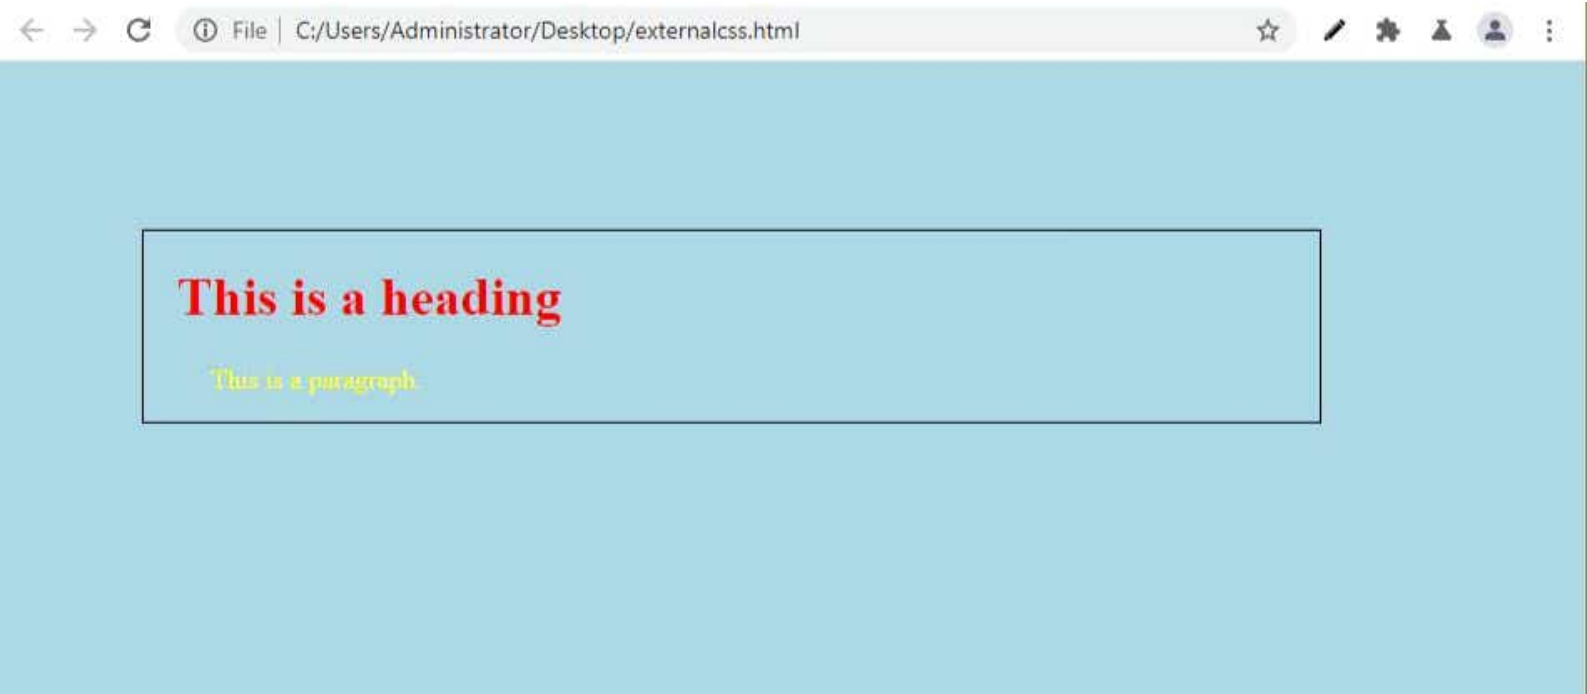 File | C:/Users/Administrator/Desktop/externalcss.html
This is a heading
This is a paragraph.